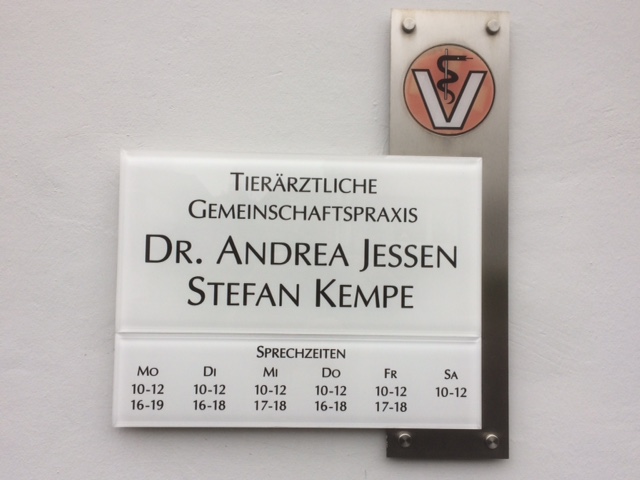 V
TIERÄRZTLICHE
GEMEINSCHAFTSPRAXIS
DR. ANDREA JESSEN
STEFAN KEMPE
SPRECHZEITEN
MO DI MI DO FR SA
10-12 10-12 10-12 10-12 10-12 10-12
16-19 16-18 17-18 16-18 17-18